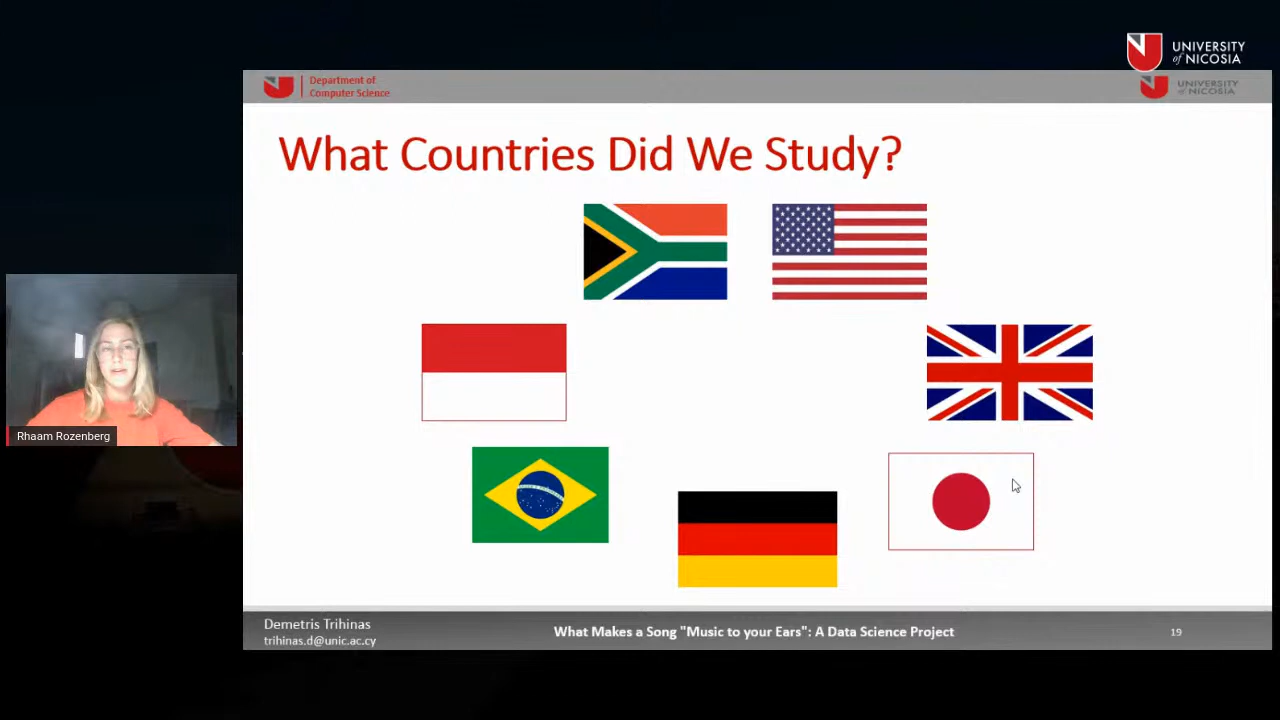 UNIVERSITY
of NICOSIA
Department of
Computer Science
UNIVERSITY
of NICOSIA
What Countries Did We Study?
Rhaam Rozenberg
Demetris Trihinas
trihinas.d@unic.ac.cy
What Makes a Song "Music to your Ears": A Data Science Project
19